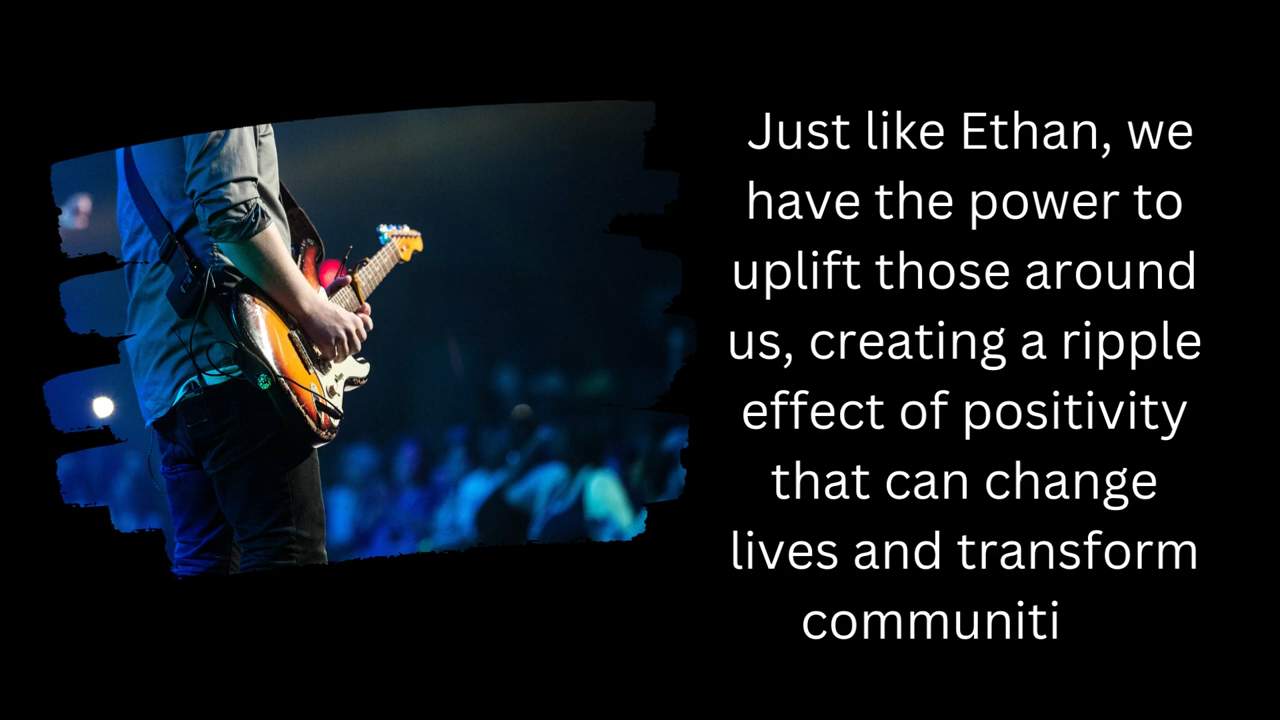 Just like Ethan, we
have the power to
uplift those around
us, creating a ripple
effect of positivity
that can change
lives and transform
communiti